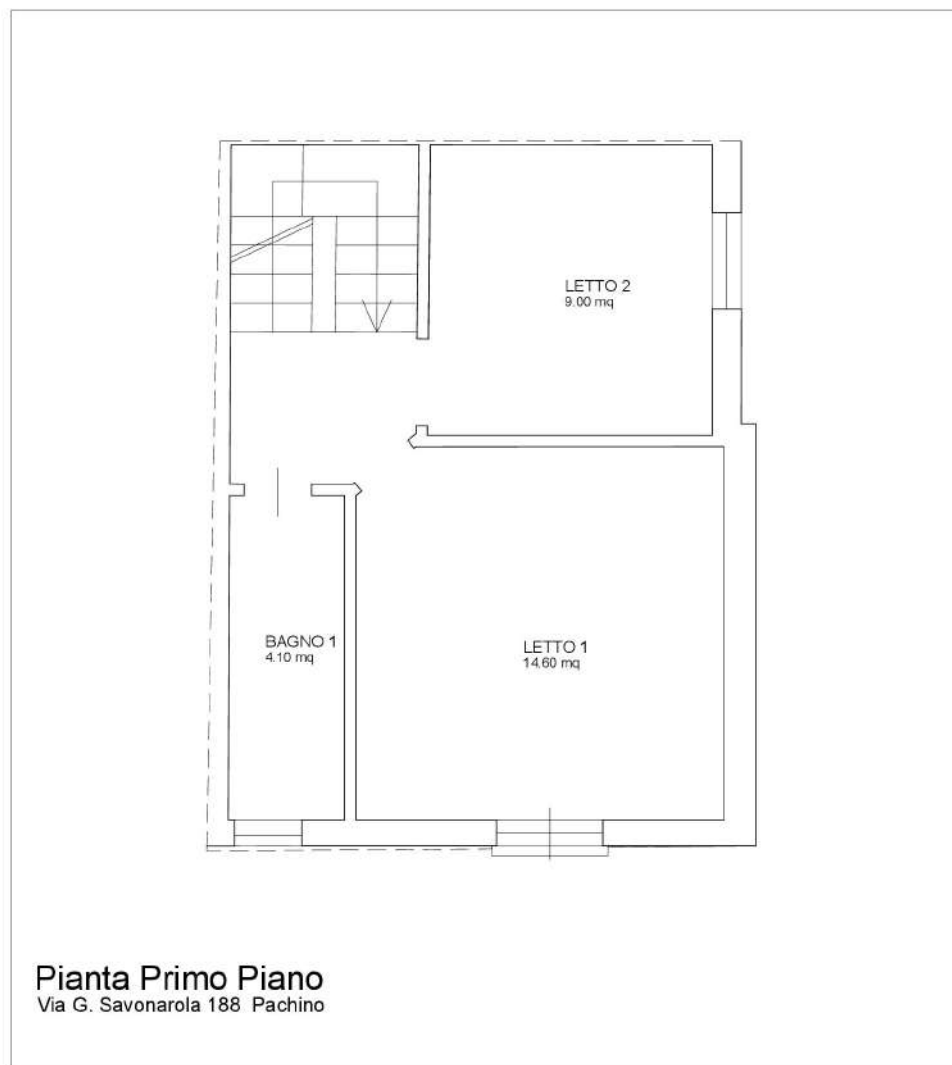 LETTO 2
9.00 mq
BAGNO 1
4.10 mq
LETTO 1
14.60 mq
Pianta Primo Piano
Via G. Savonarola 188 Pachino